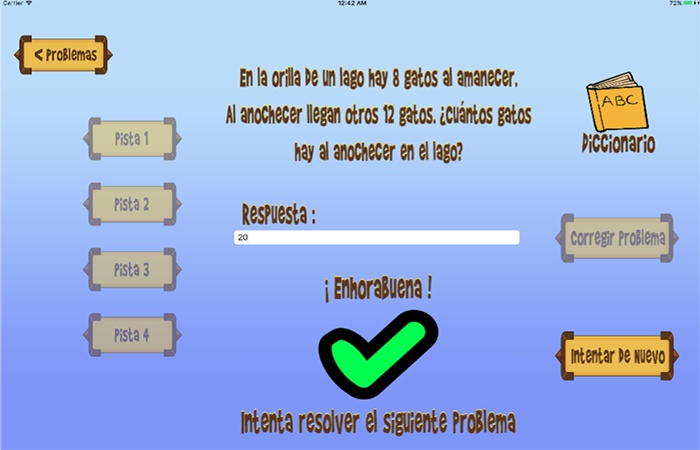 Carrier
12:42 AM
72%
< Problemas
En la orilla de un lago hay 8 gatos al amanecer.
Al anochecer llegan otros 12 gatos. ¿cuántos gatos
hay al anochecer en el lago?
ABC
Diccionario
Pista 1
Pista 2
Pista 3
Pista 4
Respuesta :
20
Corregir Problema
¡ Enhorabuena !
Intentar de Nuevo
Intenta resolver el siguiente Problema